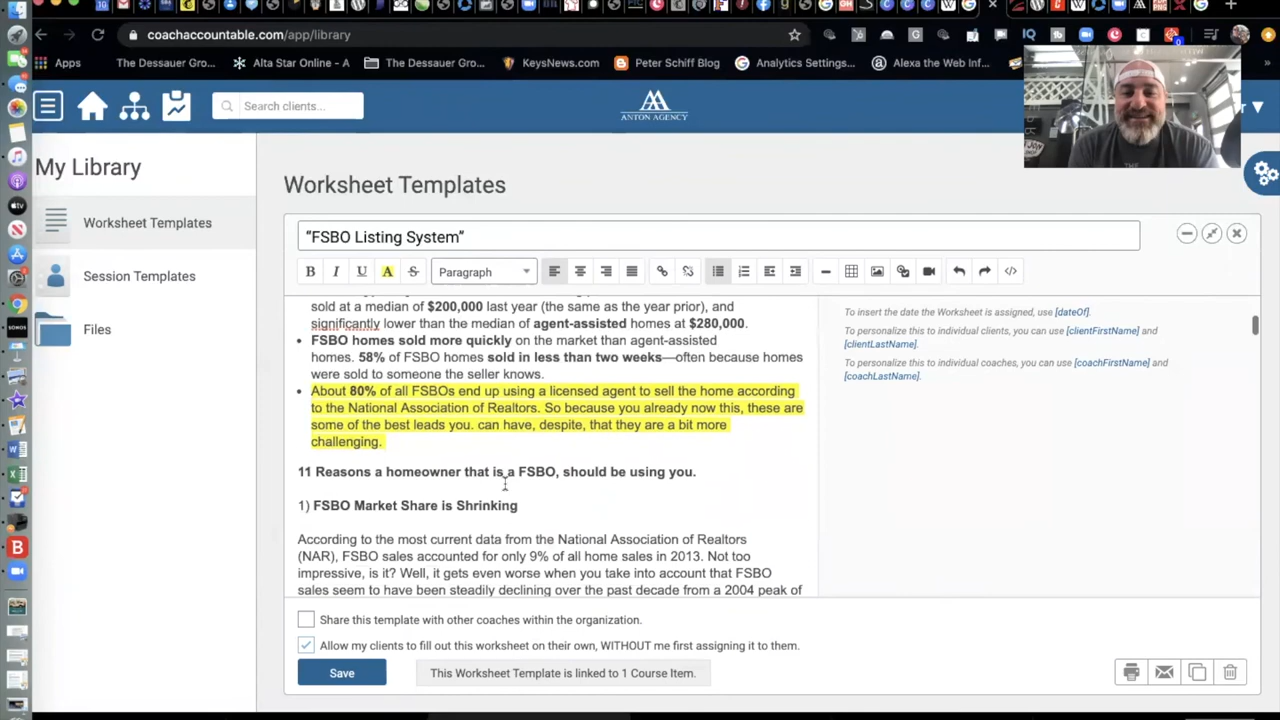 coachaccountable.com/app/library
Apps The Dessauer Gro... Alta Star Online - A The Dessauer Gro... KeysNews.com Peter Schiff Blog Analytics Settings... Alexa the Web Inf...
Search clients...
ANTON AGENCY
My Library
Worksheet Templates
Session Templates
Files
Worksheet Templates
“FSBO Listing System”
B I U A S Paragraph
sold at a median of $200,000 last year (the same as the year prior), and
significantly lower than the median of agent-assisted homes at $280,000.
• FSBO homes sold more quickly on the market than agent-assisted
homes. 58% of FSBO homes sold in less than two weeks—often because homes
were sold to someone the seller knows.
• About 80% of all FSBOs end up using a licensed agent to sell the home according
to the National Association of Realtors. So because you already now this, these are
some of the best leads you. can have, despite, that they are a bit more
challenging.
11 Reasons a homeowner that is a FSBO, should be using you.
1) FSBO Market Share is Shrinking
According to the most current data from the National Association of Realtors
(NAR), FSBO sales accounted for only 9% of all home sales in 2013. Not too
impressive, is it? Well, it gets even worse when you take into account that FSBO
sales seem to have been steadily declining over the past decade from a 2004 peak of
To insert the date the Worksheet is assigned, use [dateOf].
To personalize this to individual clients, you can use [clientFirstName] and
[clientLastName].
To personalize this to individual coaches, you can use [coachFirstName] and
[coachLastName].
Share this template with other coaches within the organization.
Allow my clients to fill out this worksheet on their own, WITHOUT me first assigning it to them.
Save
This Worksheet Template is linked to 1 Course Item.